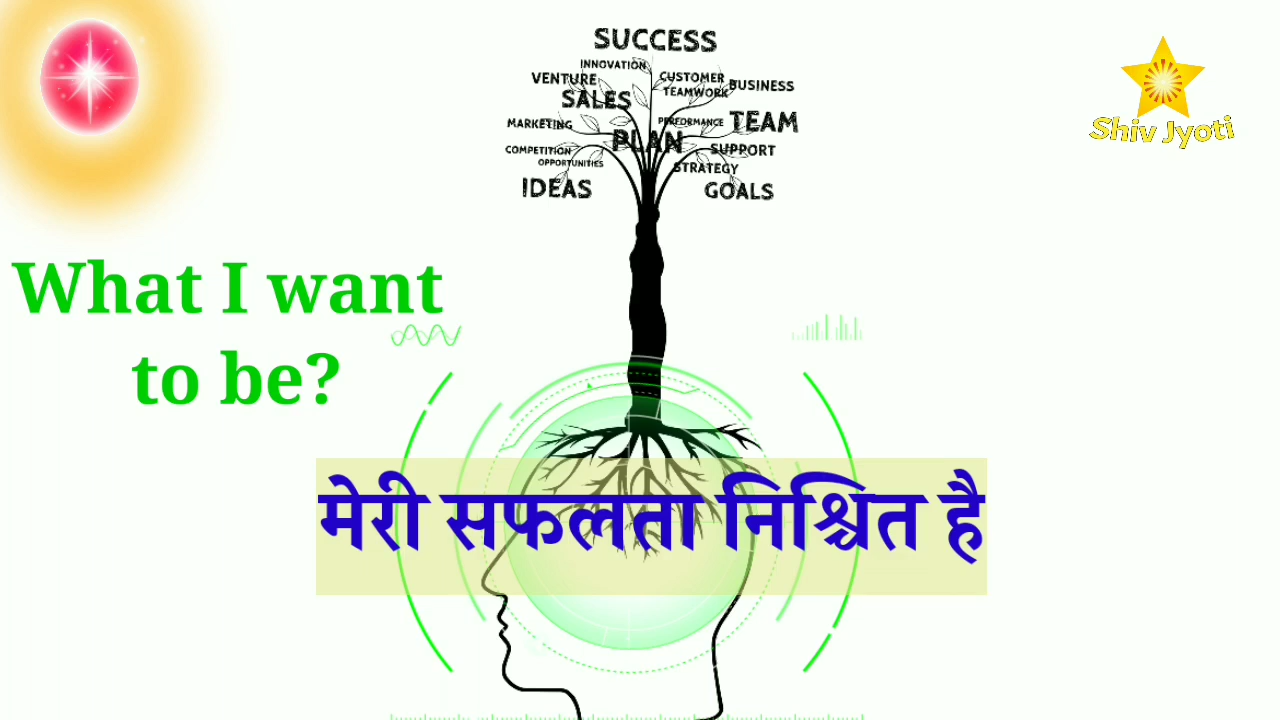 SUCCESS
INNOVATION
VENTURE
CUSTOMER
TEAMWORK
BUSINESS
SALES
MARKETING
PERFORMANCE
TEAM
PLAN
COMPETITION
SUPPORT
OPPORTUNITIES
STRATEGY
IDEAS
GOALS
Shiv Jyoti
What I want
to be?
मेरी सफलता निश्चित है